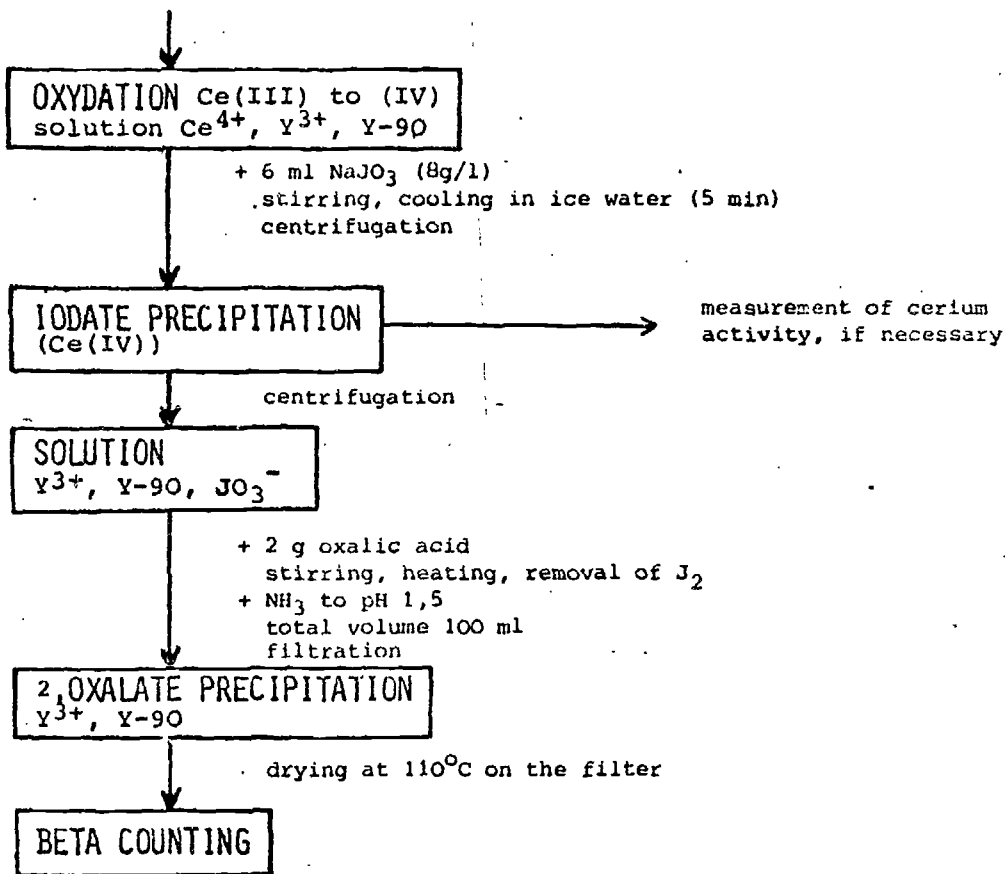 OXYDATION Ce(III) to (IV)
solution Ce⁴⁺, Y³⁺, Y-90
+ 6 ml NaJO₃ (8g/l)
stirring, cooling in ice water (5 min)
centrifugation
IODATE PRECIPITATION
(Ce(IV))
measurement of cerium
activity, if necessary
centrifugation
SOLUTION
Y³⁺, Y-90, JO₃⁻
+ 2 g oxalic acid
stirring, heating, removal of J₂
+ NH₃ to pH 1,5
total volume 100 ml
filtration
2.OXALATE PRECIPITATION
Y³⁺, Y-90
drying at 110°C on the filter
BETA COUNTING